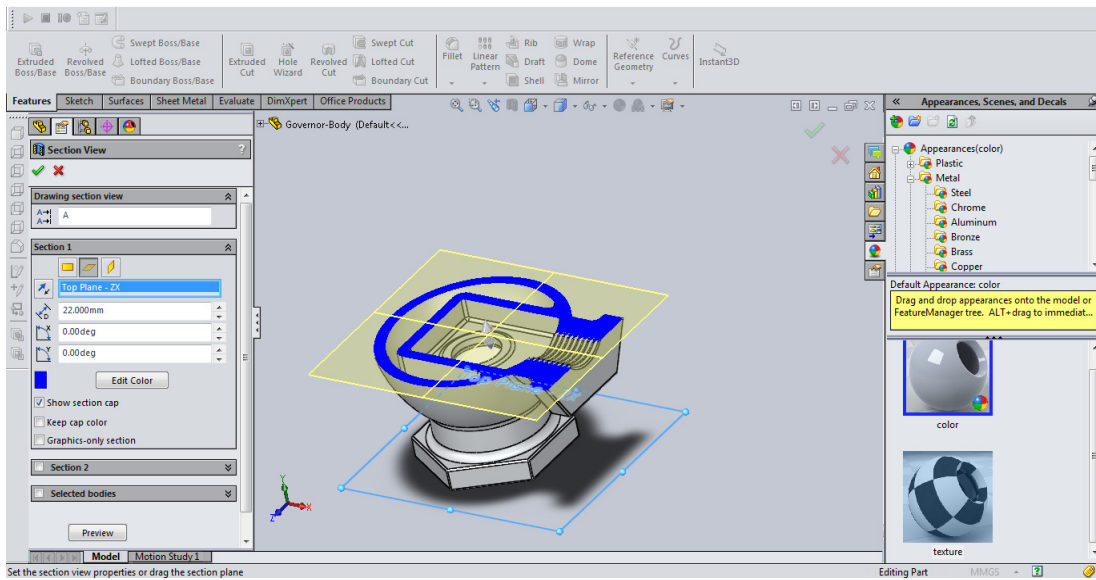 Extruded Boss/Base
Revolved Boss/Base
Swept Boss/Base
Lofted Boss/Base
Boundary Boss/Base
Extruded Cut
Hole Wizard
Revolved Cut
Swept Cut
Lofted Cut
Boundary Cut
Fillet
Linear Pattern
Rib
Draft
Shell
Wrap
Dome
Mirror
Reference Geometry
Curves
Instant3D
Features
Sketch
Surfaces
Sheet Metal
Evaluate
DimXpert
Office Products
Governor-Body (Default<<...
Section View
?
Drawing section view
A
Section 1
Top Plane - ZX
22.000mm
0.00deg
0.00deg
Edit Color
Show section cap
Keep cap color
Graphics-only section
Section 2
Selected bodies
Preview
Top Plane - ZX
Y
X
Z
Appearances, Scenes, and Decals
Appearances(color)
Plastic
Metal
Steel
Chrome
Aluminum
Bronze
Brass
Copper
Default Appearance: color
Drag and drop appearances onto the model or
FeatureManager tree. ALT+drag to immediat...
color
texture
Model
Motion Study 1
Set the section view properties or drag the section plane
Editing Part
MMGS
?